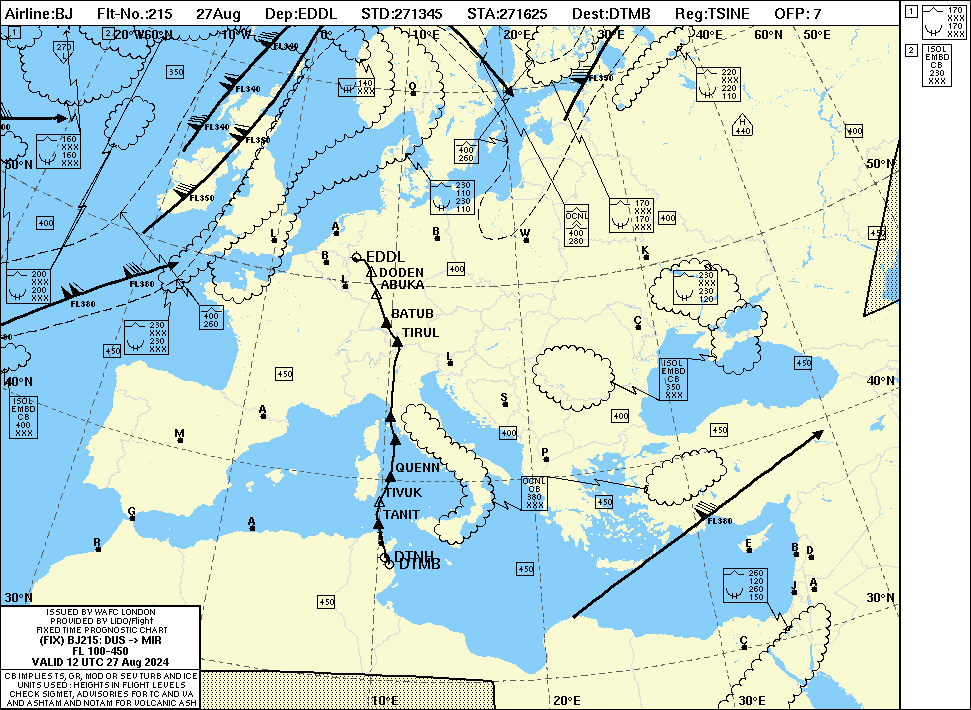 Airline:BJ Flt-No.:215 27Aug Dep:EDDL STD:271345 STA:271625 Dest:DTMB Reg:TSINE OFP: 7
1
170
XXX
170
XXX
2
ISOL
EMBD
CB
230
XXX
1
2
20°W 60°N
10°W
0°
10°E
20°E
30°E
40°E
60°N
50°E
270
350
FL340
FL340
FL340
FL350
FL350
FL390
140
XXX
O
220
XXX
220
110
H
440
400
160
XXX
160
XXX
400
260
50°N
50°N
230
110
230
110
OCNL
400
280
170
XXX
170
XXX
400
400
450
L
A
B
W
K
B
L
EDDL
DODEN
ABUKA
BATUB
TIRUL
400
200
XXX
200
XXX
FL380
FL380
230
XXX
230
120
400
260
230
XXX
230
XXX
450
C
L
450
40°N
40°N
450
ISOL
EMBD
CB
350
XXX
ISOL
EMBD
CB
400
XXX
A
M
S
400
400
450
P
QUENN
TIVUK
TANIT
DTNH
DTMB
OCNL
CB
380
XXX
450
FL380
G
A
R
E
B
D
450
260
120
260
150
J
A
30°N
30°N
450
C
10°E
20°E
30°E
ISSUED BY WAFC LONDON
PROVIDED BY LIDO/Flight
FIXED TIME PROGNOSTIC CHART
(FIX) BJ215: DUS -> MIR
FL 100-450
VALID 12 UTC 27 Aug 2024
CB IMPLIES TS, GR, MOD OR SEV TURB AND ICE
UNITS USED : HEIGHTS IN FLIGHT LEVELS
CHECK SIGMET, ADVISORIES FOR TC AND VA
AND ASHTAM AND NOTAM FOR VOLCANIC ASH